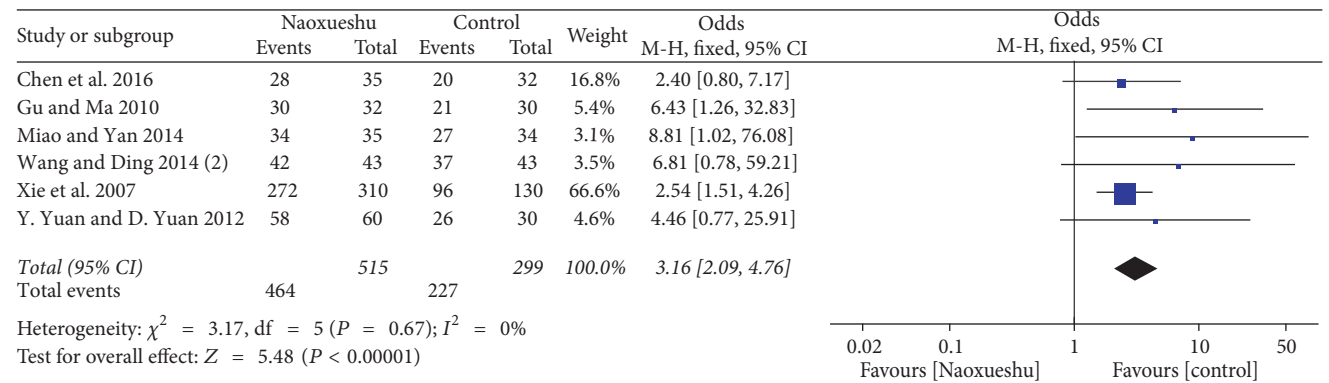 Study or subgroup Naoxueshu Control Weight Odds Odds
Events Total Events Total M-H, fixed, 95% CI M-H, fixed, 95% CI
Chen et al. 2016 28 35 20 32 16.8% 2.40 [0.80, 7.17]
Gu and Ma 2010 30 32 21 30 5.4% 6.43 [1.26, 32.83]
Miao and Yan 2014 34 35 27 34 3.1% 8.81 [1.02, 76.08]
Wang and Ding 2014 (2) 42 43 37 43 3.5% 6.81 [0.78, 59.21]
Xie et al. 2007 272 310 96 130 66.6% 2.54 [1.51, 4.26]
Y. Yuan and D. Yuan 2012 58 60 26 30 4.6% 4.46 [0.77, 25.91]
Total (95% CI) 515 299 100.0% 3.16 [2.09, 4.76]
Total events 464 227
Heterogeneity: χ² = 3.17, df = 5 (P = 0.67); I² = 0%
Test for overall effect: Z = 5.48 (P < 0.00001)
0.02 0.1 1 10 50
Favours [Naoxueshu] Favours [control]